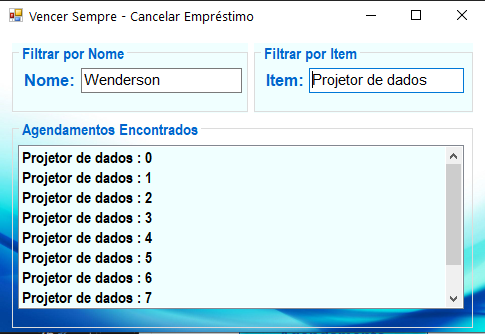 Vencer Sempre - Cancelar Empréstimo
Filtrar por Nome
Nome: Wenderson
Filtrar por Item
Item: Projetor de dados
Agendamentos Encontrados
Projetor de dados : 0
Projetor de dados : 1
Projetor de dados : 2
Projetor de dados : 3
Projetor de dados : 4
Projetor de dados : 5
Projetor de dados : 6
Projetor de dados : 7